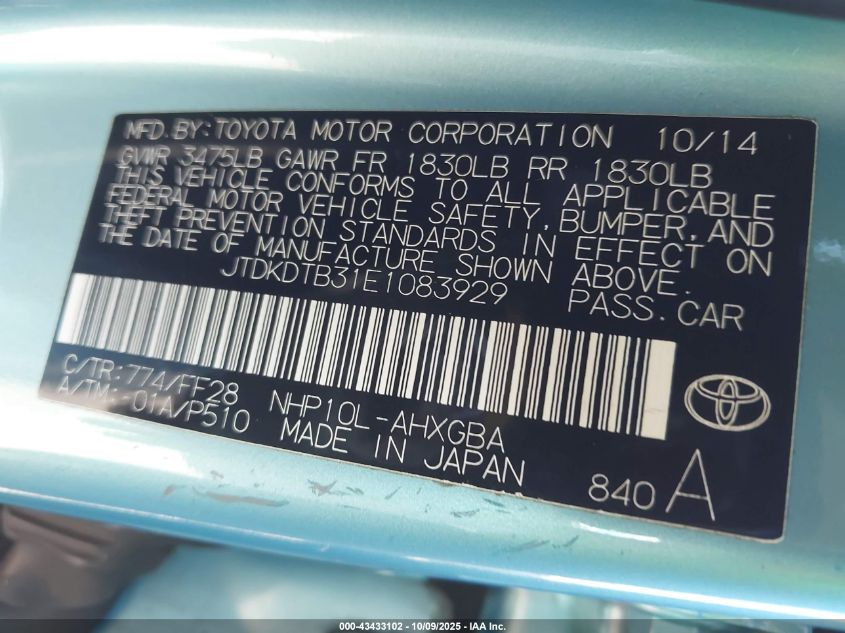 MFD.BY:TOYOTA MOTOR CORPORATION 10/14
GVWR 3475LB GAWR FR 1830LB RR 1830LB
THIS VEHICLE CONFORMS TO ALL APPLICABLE
FEDERAL MOTOR VEHICLE SAFETY,BUMPER,AND
THEFT PREVENTION STANDARDS IN EFFECT ON
THE DATE OF MANUFACTURE SHOWN ABOVE.
JTDKDTB31E1083929 PASS.CAR
C/TR:774/FF28
A/TM:-01A/P510
NHP10L-AHXGBA
MADE IN JAPAN
840 A
000-43433102 - 10/09/2025 - IAA Inc.